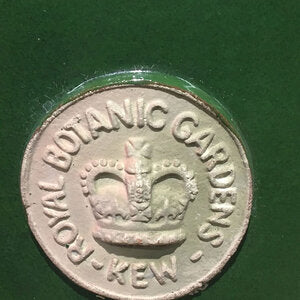 ROYAL BOTANIC GARDENS
- KEW -